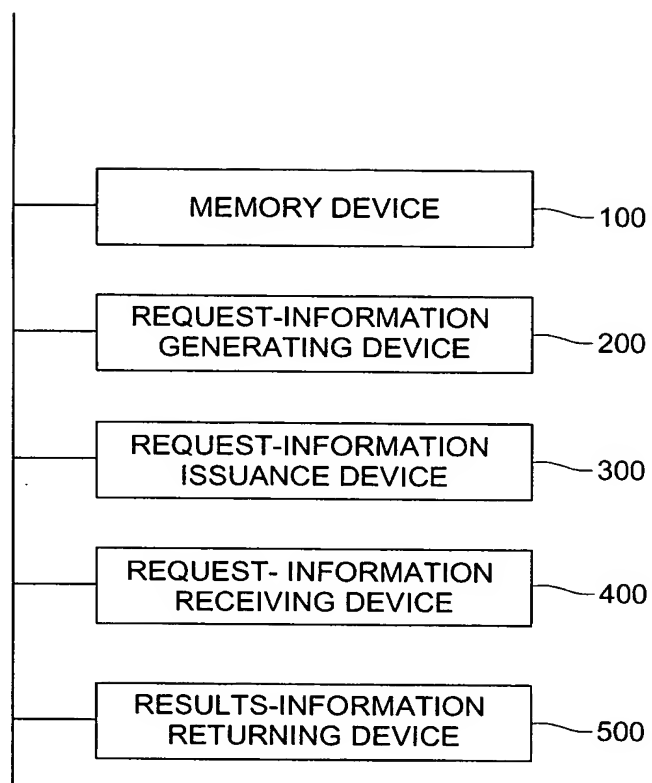 MEMORY DEVICE
100
REQUEST-INFORMATION
GENERATING DEVICE
200
REQUEST-INFORMATION
ISSUANCE DEVICE
300
REQUEST- INFORMATION
RECEIVING DEVICE
400
RESULTS-INFORMATION
RETURNING DEVICE
500